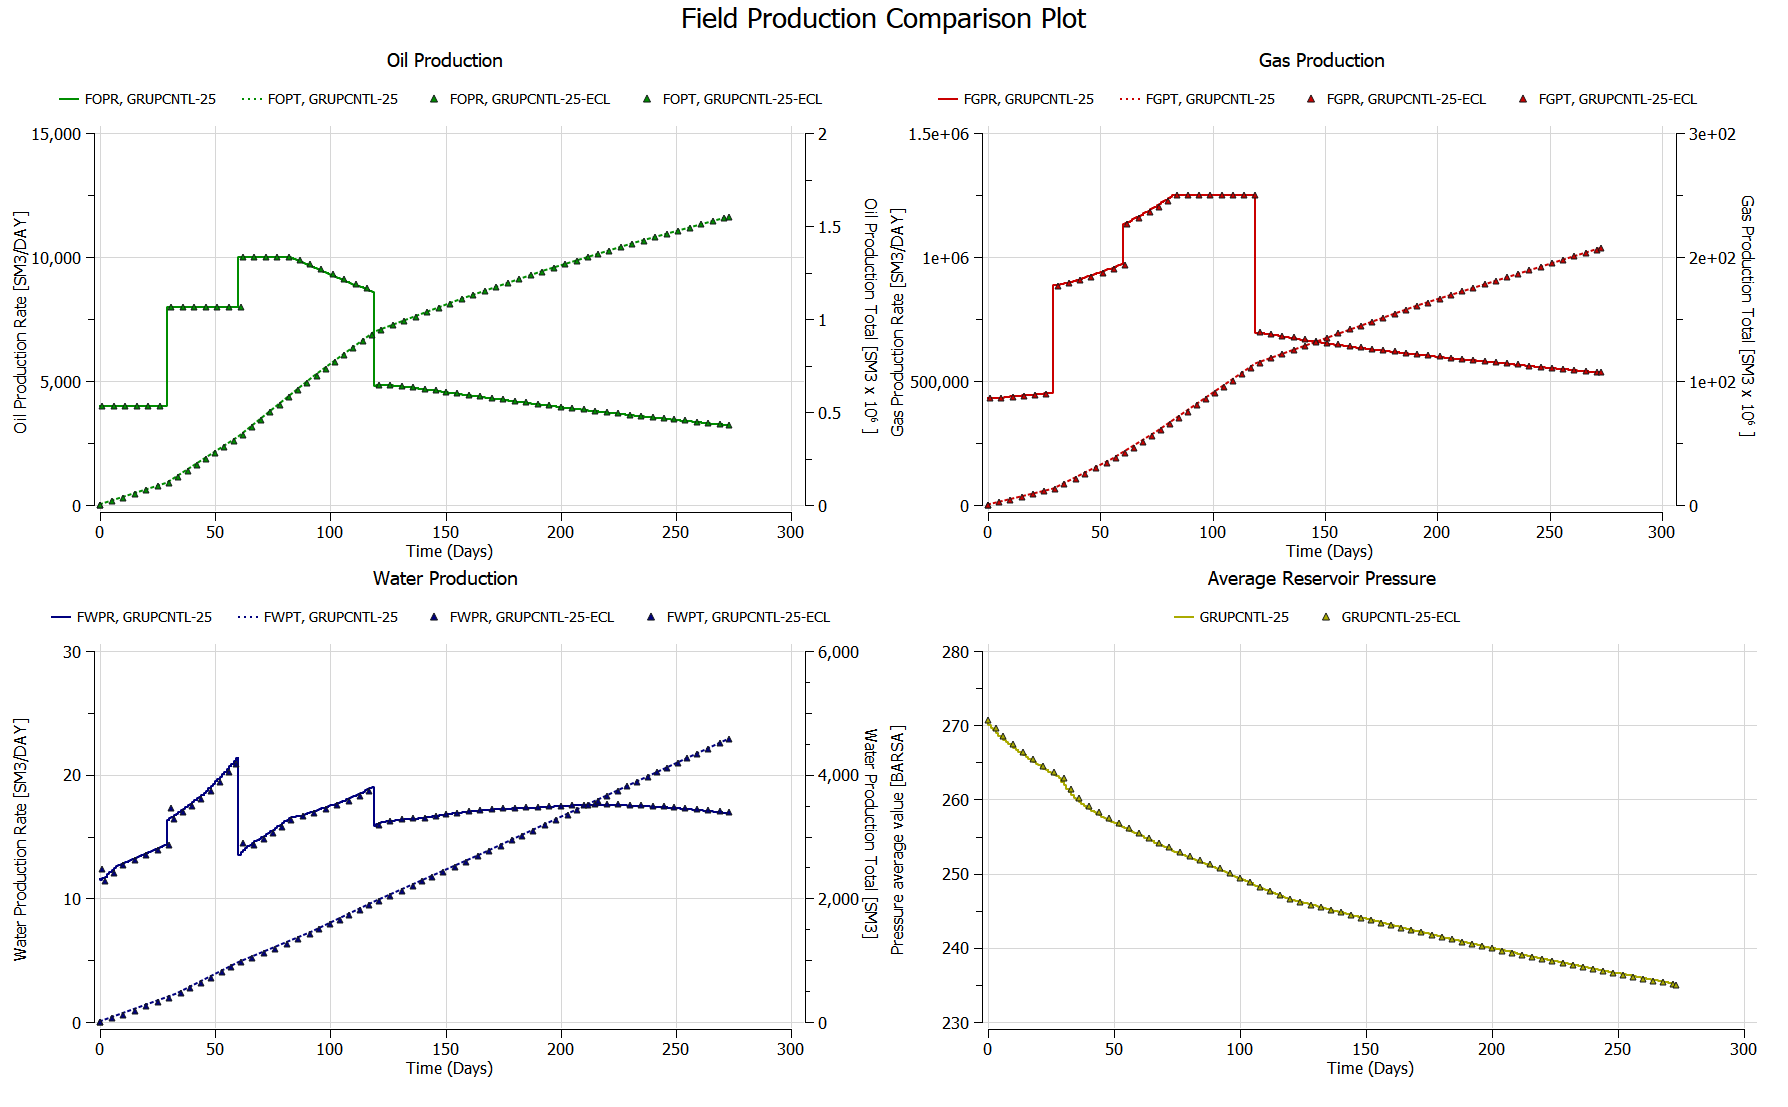 Field Production Comparison Plot
Oil Production
FOPR, GRUPCNTL-25 FOPT, GRUPCNTL-25 FOPR, GRUPCNTL-25-ECL FOPT, GRUPCNTL-25-ECL
Oil Production Rate [SM3/DAY]
15,000
10,000
5,000
0
2
1.5
1
0.5
0
Oil Production Total [SM3 x 10⁶ ]
0 50 100 150 200 250 300
Time (Days)
Gas Production
FGPR, GRUPCNTL-25 FGPT, GRUPCNTL-25 FGPR, GRUPCNTL-25-ECL FGPT, GRUPCNTL-25-ECL
Gas Production Rate [SM3/DAY]
1.5e+06
1e+06
500,000
0
3e+02
2e+02
1e+02
0
Gas Production Total [SM3 x 10⁶ ]
0 50 100 150 200 250 300
Time (Days)
Water Production
FWPR, GRUPCNTL-25 FWPT, GRUPCNTL-25 FWPR, GRUPCNTL-25-ECL FWPT, GRUPCNTL-25-ECL
Water Production Rate [SM3/DAY]
30
20
10
0
6,000
4,000
2,000
0
Water Production Total [SM3]
0 50 100 150 200 250 300
Time (Days)
Average Reservoir Pressure
GRUPCNTL-25 GRUPCNTL-25-ECL
Pressure average value [BARSA]
280
270
260
250
240
230
0 50 100 150 200 250 300
Time (Days)